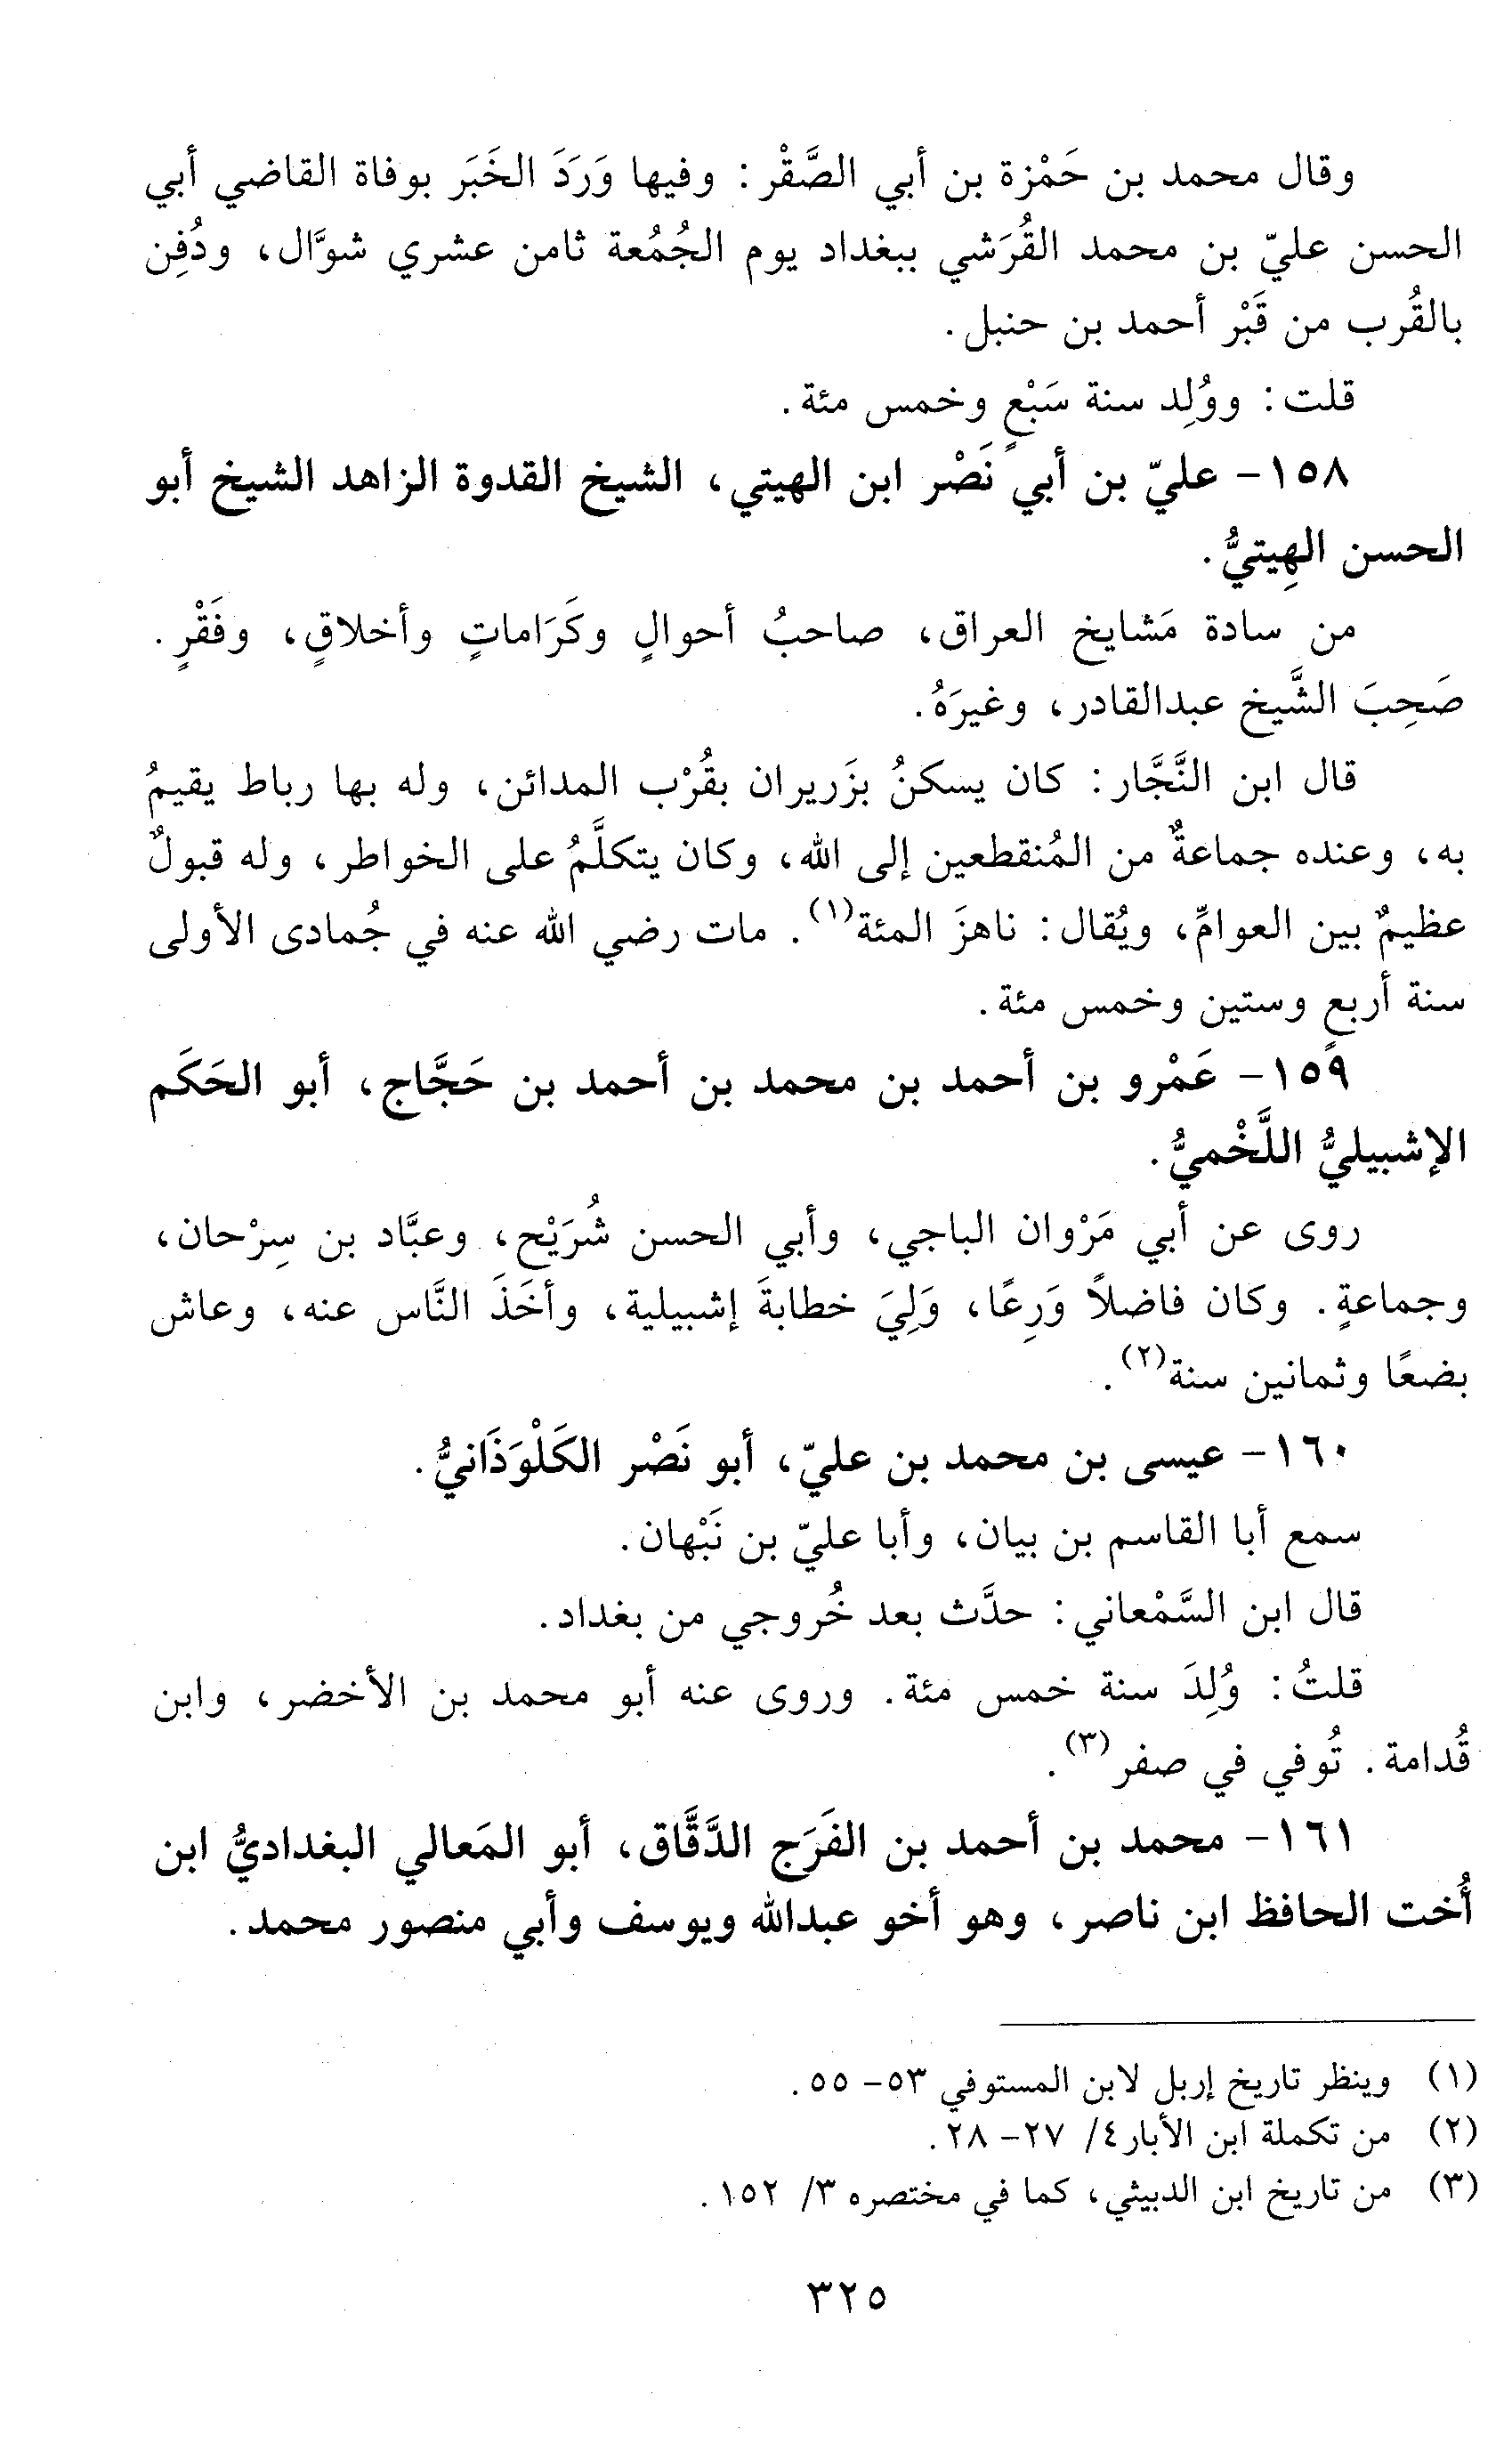 وقال محمد بن حَمْزة بن أبي الصَّقْر: وفيها وَرَدَ الخَبَر بوفاة القاضي أبي
الحسن عليّ بن محمد القُرَشي ببغداد يوم الجُمُعة ثامن عشري شوَّال، ودُفِن
بالقُرب من قَبْر أحمد بن حنبل.
قلت: ووُلِد سنة سَبْعٍ وخمس مئة.
١٥٨- عليّ بن أبي نَصْر ابن الهيتي، الشيخ القدوة الزاهد الشيخ أبو
الحسن الهِيتيُّ.
من سادة مَشايخ العراق، صاحبُ أحوالٍ وكَرَاماتٍ وأخلاقٍ، وفَقْرٍ.
صَحِبَ الشَّيخ عبدالقادر، وغيرَهُ.
قال ابن النَّجَّار: كان يسكنُ بزَريران بقُرْب المدائن، وله بها رباط يقيمُ
به، وعنده جماعةٌ من المُنقطعين إلى الله، وكان يتكلَّمُ على الخواطر، وله قبولٌ
عظيمٌ بين العوامِّ، ويُقال: ناهزَ المئة(١). مات رضي الله عنه في جُمادى الأولى
سنة أربعٍ وستين وخمس مئة.
١٥٩- عَمْرو بن أحمد بن محمد بن أحمد بن حَجَّاج، أبو الحَكَم
الإشبيليُّ اللَّخْميُّ.
روى عن أبي مَرْوان الباجي، وأبي الحسن شُرَيْح، وعبَّاد بن سِرْحان،
وجماعةٍ. وكان فاضلاً وَرِعًا، وَلِيَ خطابةَ إشبيلية، وأخَذَ النَّاس عنه، وعاش
بضعًا وثمانين سنة(٢).
١٦٠- عيسى بن محمد بن عليّ، أبو نَصْر الكَلْوَذَانيُّ.
سمع أبا القاسم بن بيان، وأبا عليّ بن نَبْهان.
قال ابن السَّمْعاني: حدَّث بعد خُروجي من بغداد.
قلتُ: وُلِدَ سنة خمس مئة. وروى عنه أبو محمد بن الأخضر، وابن
قُدامة. تُوفي في صفر(٣).
١٦١- محمد بن أحمد بن الفَرَج الدَّقَّاق، أبو المَعالي البغداديُّ ابن
أُخت الحافظ ابن ناصر، وهو أخو عبدالله ويوسف وأبي منصور محمد.
(١) وينظر تاريخ إربل لابن المستوفي ٥٣- ٥٥.
(٢) من تكملة ابن الأبار٤/ ٢٧- ٢٨.
(٣) من تاريخ ابن الدبيثي، كما في مختصره ٣/ ١٥٢.
٣٢٥